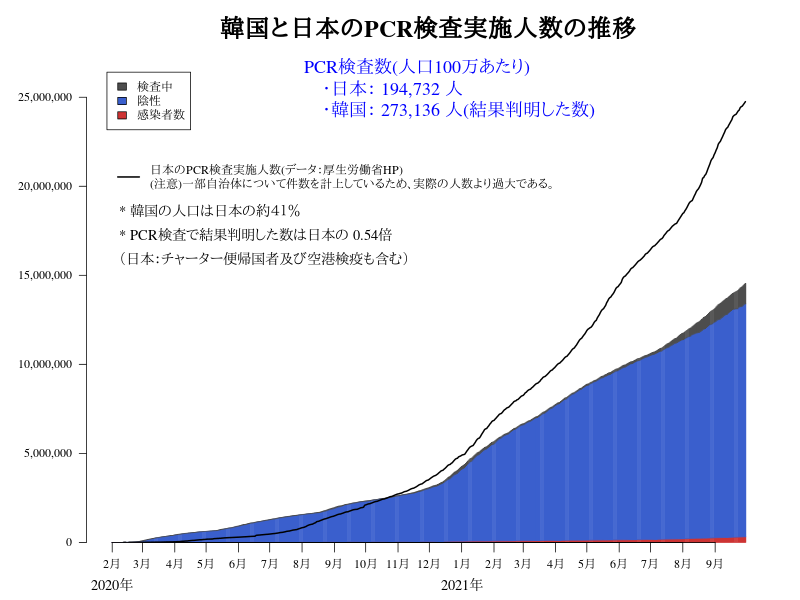 韓国と日本のPCR検査実施人数の推移
PCR検査数(人口100万あたり)
・日本： 194,732 人
・韓国： 273,136 人(結果判明した数)
検査中
陰性
感染者数
日本のPCR検査実施人数(データ：厚生労働省HP)
(注意)一部自治体について件数を計上しているため、実際の人数より過大である。
* 韓国の人口は日本の約41%
* PCR検査で結果判明した数は日本の 0.54倍
（日本：チャーター便帰国者及び空港検疫も含む）
25,000,000
20,000,000
15,000,000
10,000,000
5,000,000
0
2月 3月 4月 5月 6月 7月 8月 9月 10月 11月 12月 1月 2月 3月 4月 5月 6月 7月 8月 9月
2020年 2021年